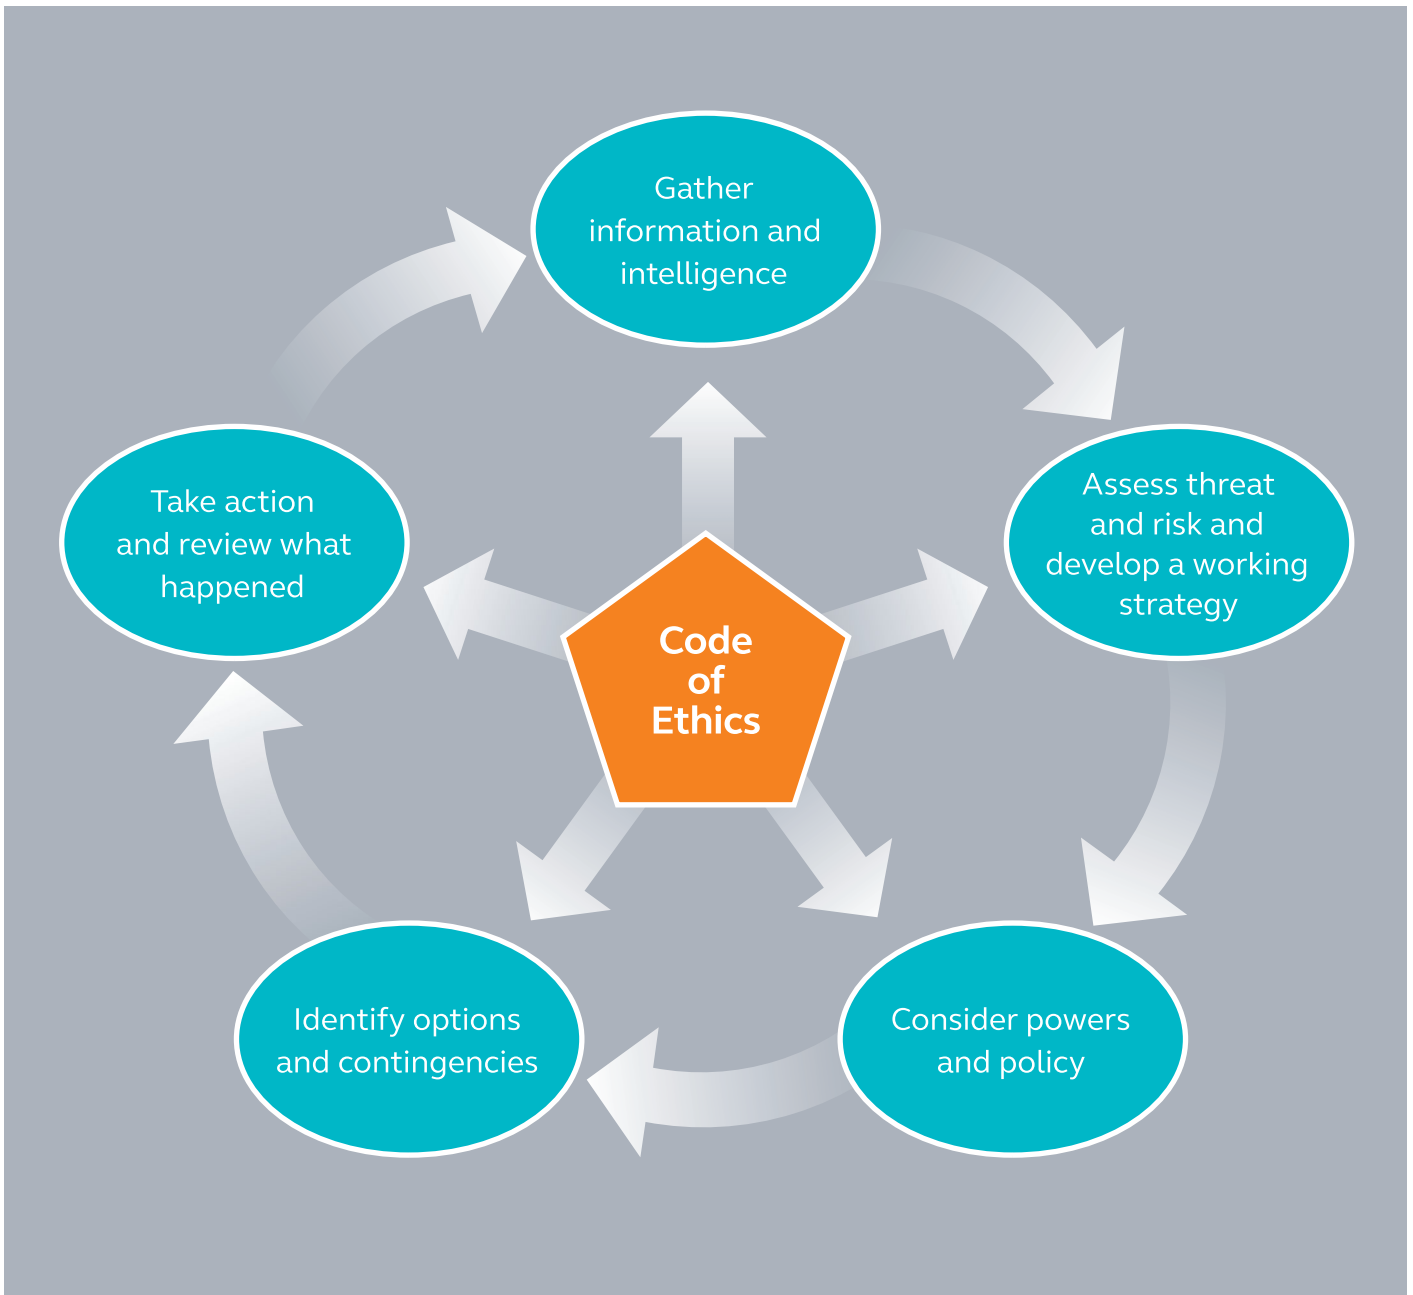 Gather
information and
intelligence
Assess threat
and risk and
develop a working
strategy
Consider powers
and policy
Identify options
and contingencies
Take action
and review what
happened
Code
of
Ethics